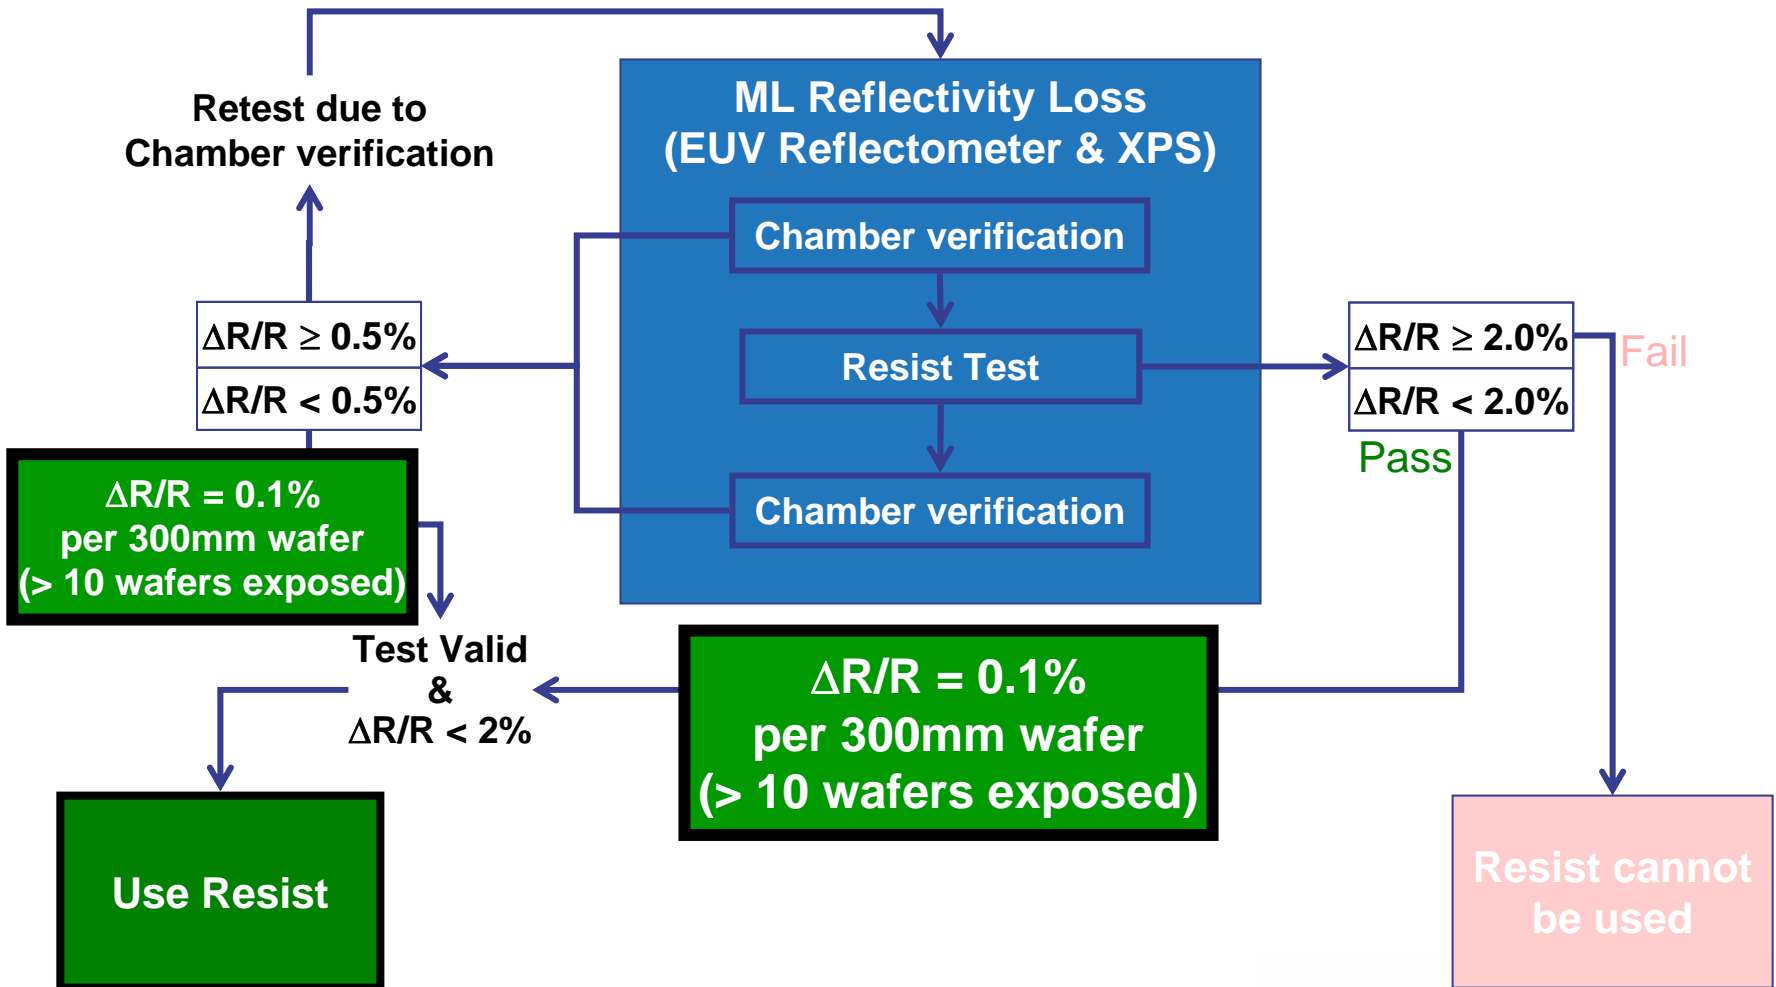 Retest due to
Chamber verification
ML Reflectivity Loss
(EUV Reflectometer & XPS)
Chamber verification
Resist Test
Chamber verification
ΔR/R ≥ 0.5%
ΔR/R < 0.5%
ΔR/R ≥ 2.0%
ΔR/R < 2.0%
Fail
Pass
ΔR/R = 0.1%
per 300mm wafer
(> 10 wafers exposed)
Test Valid
&
ΔR/R < 2%
ΔR/R = 0.1%
per 300mm wafer
(> 10 wafers exposed)
Use Resist
Resist cannot
be used